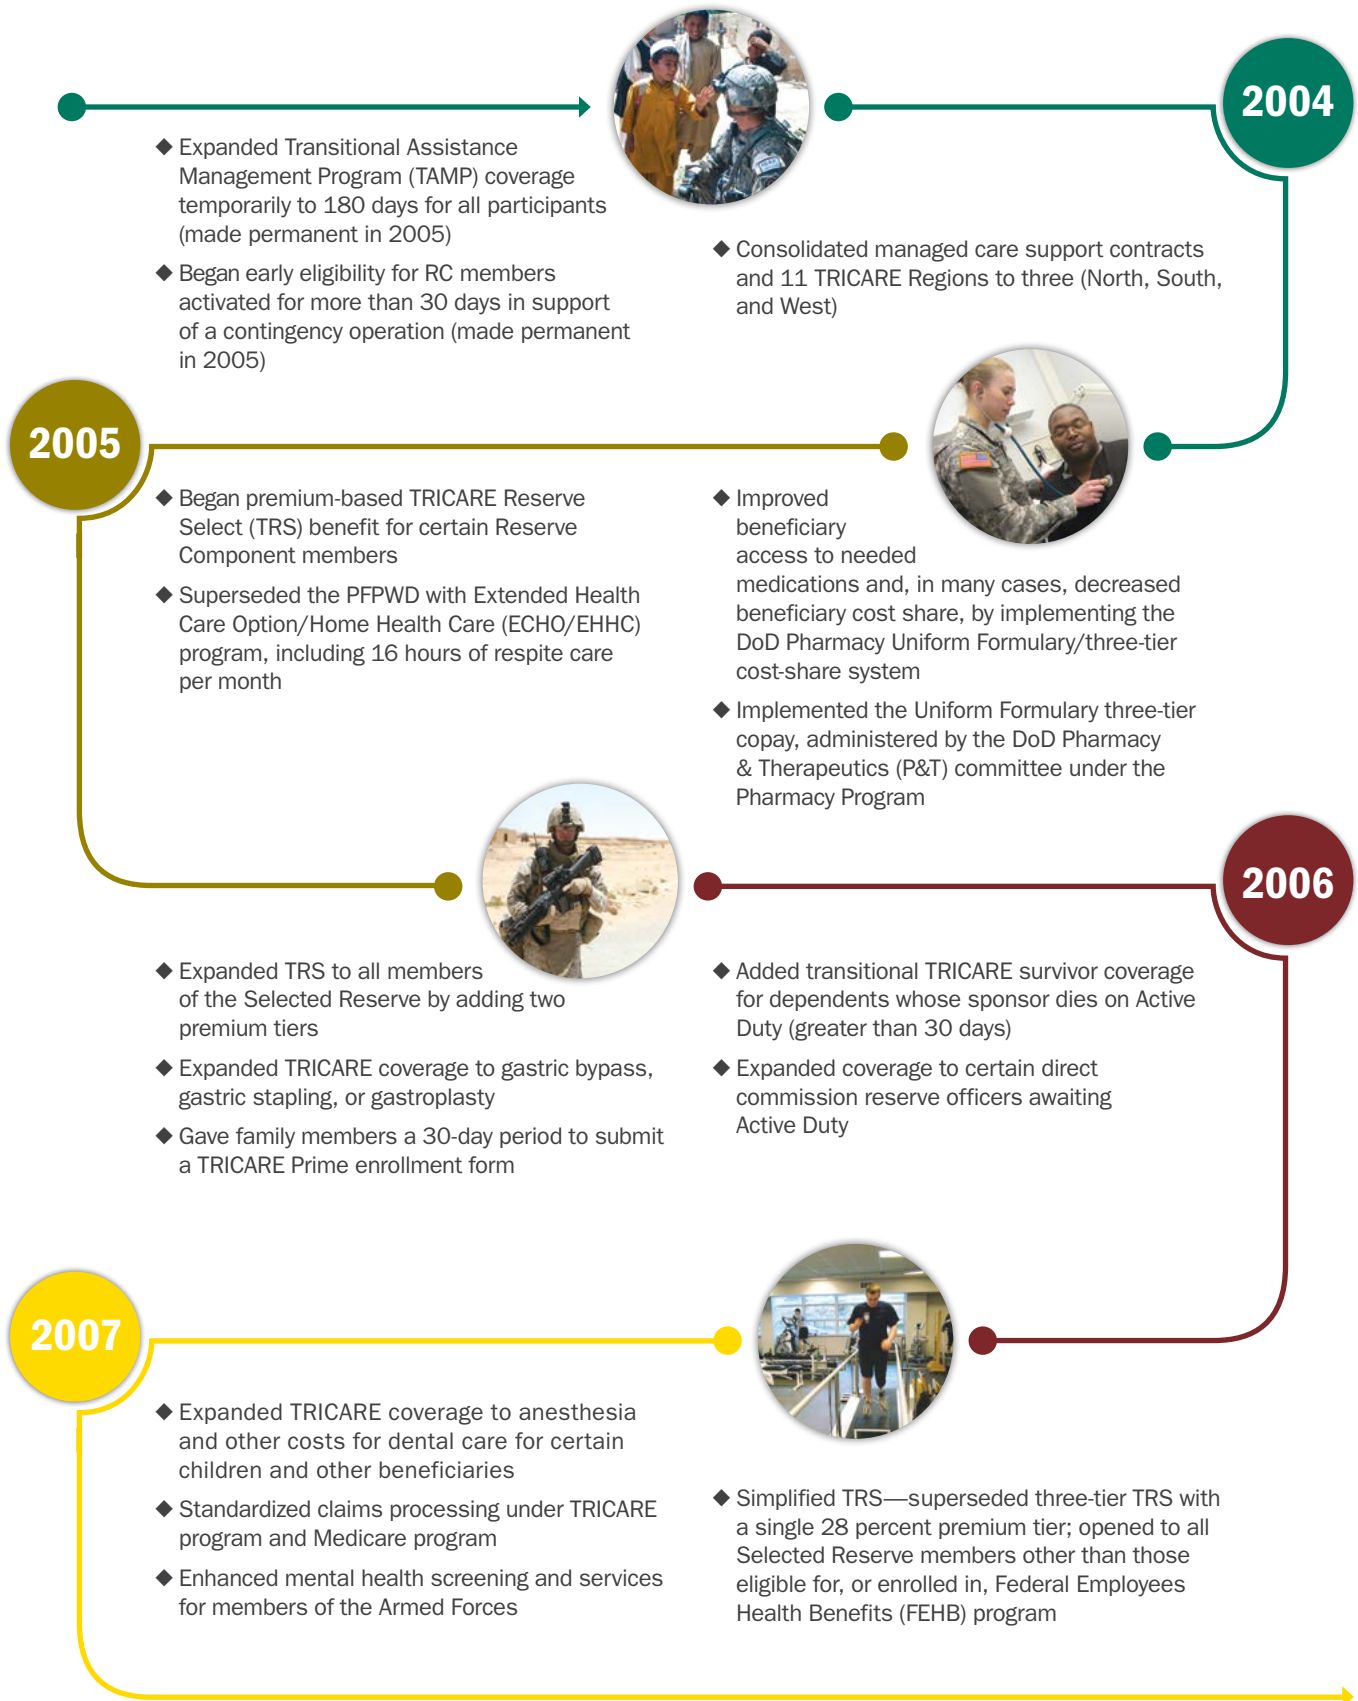 2004
◆ Expanded Transitional Assistance
Management Program (TAMP) coverage
temporarily to 180 days for all participants
(made permanent in 2005)
◆ Began early eligibility for RC members
activated for more than 30 days in support
of a contingency operation (made permanent
in 2005)
◆ Consolidated managed care support contracts
and 11 TRICARE Regions to three (North, South,
and West)
2005
◆ Began premium-based TRICARE Reserve
Select (TRS) benefit for certain Reserve
Component members
◆ Superseded the PFPWD with Extended Health
Care Option/Home Health Care (ECHO/EHHC)
program, including 16 hours of respite care
per month
◆ Improved
beneficiary
access to needed
medications and, in many cases, decreased
beneficiary cost share, by implementing the
DoD Pharmacy Uniform Formulary/three-tier
cost-share system
◆ Implemented the Uniform Formulary three-tier
copay, administered by the DoD Pharmacy
& Therapeutics (P&T) committee under the
Pharmacy Program
2006
◆ Expanded TRS to all members
of the Selected Reserve by adding two
premium tiers
◆ Expanded TRICARE coverage to gastric bypass,
gastric stapling, or gastroplasty
◆ Gave family members a 30-day period to submit
a TRICARE Prime enrollment form
◆ Added transitional TRICARE survivor coverage
for dependents whose sponsor dies on Active
Duty (greater than 30 days)
◆ Expanded coverage to certain direct
commission reserve officers awaiting
Active Duty
2007
◆ Expanded TRICARE coverage to anesthesia
and other costs for dental care for certain
children and other beneficiaries
◆ Standardized claims processing under TRICARE
program and Medicare program
◆ Enhanced mental health screening and services
for members of the Armed Forces
◆ Simplified TRS—superseded three-tier TRS with
a single 28 percent premium tier; opened to all
Selected Reserve members other than those
eligible for, or enrolled in, Federal Employees
Health Benefits (FEHB) program